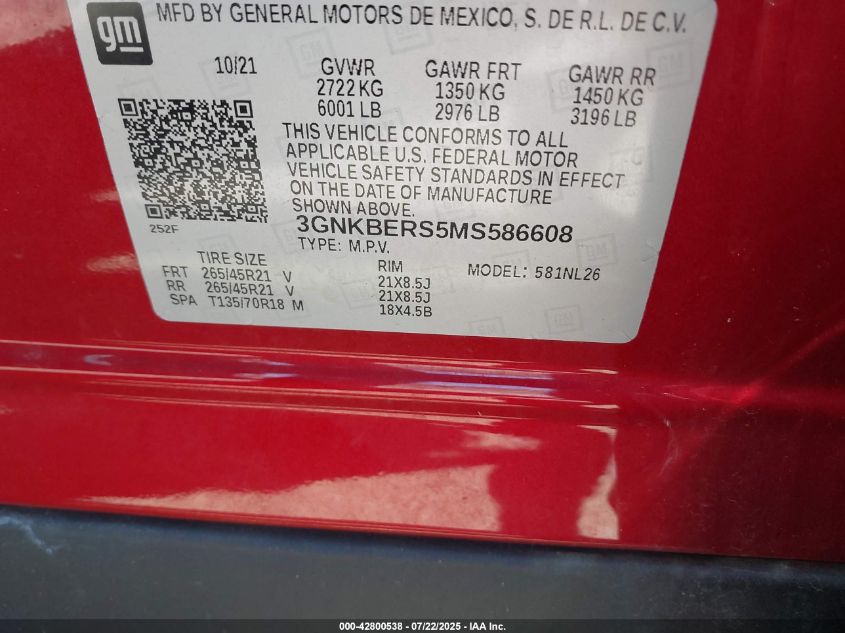 gm
MFD BY GENERAL MOTORS DE MEXICO, S. DE R.L. DE C.V.
10/21 GVWR GAWR FRT GAWR RR
2722 KG 1350 KG 1450 KG
6001 LB 2976 LB 3196 LB
THIS VEHICLE CONFORMS TO ALL
APPLICABLE U.S. FEDERAL MOTOR
VEHICLE SAFETY STANDARDS IN EFFECT
ON THE DATE OF MANUFACTURE
SHOWN ABOVE.
252F
3GNKBERS5MS586608
TYPE: M.P.V.
TIRE SIZE RIM MODEL: 581NL26
FRT 265/45R21 V 21X8.5J
RR 265/45R21 V 21X8.5J
SPA T135/70R18 M 18X4.5B
000-42800538 - 07/22/2025 - IAA Inc.